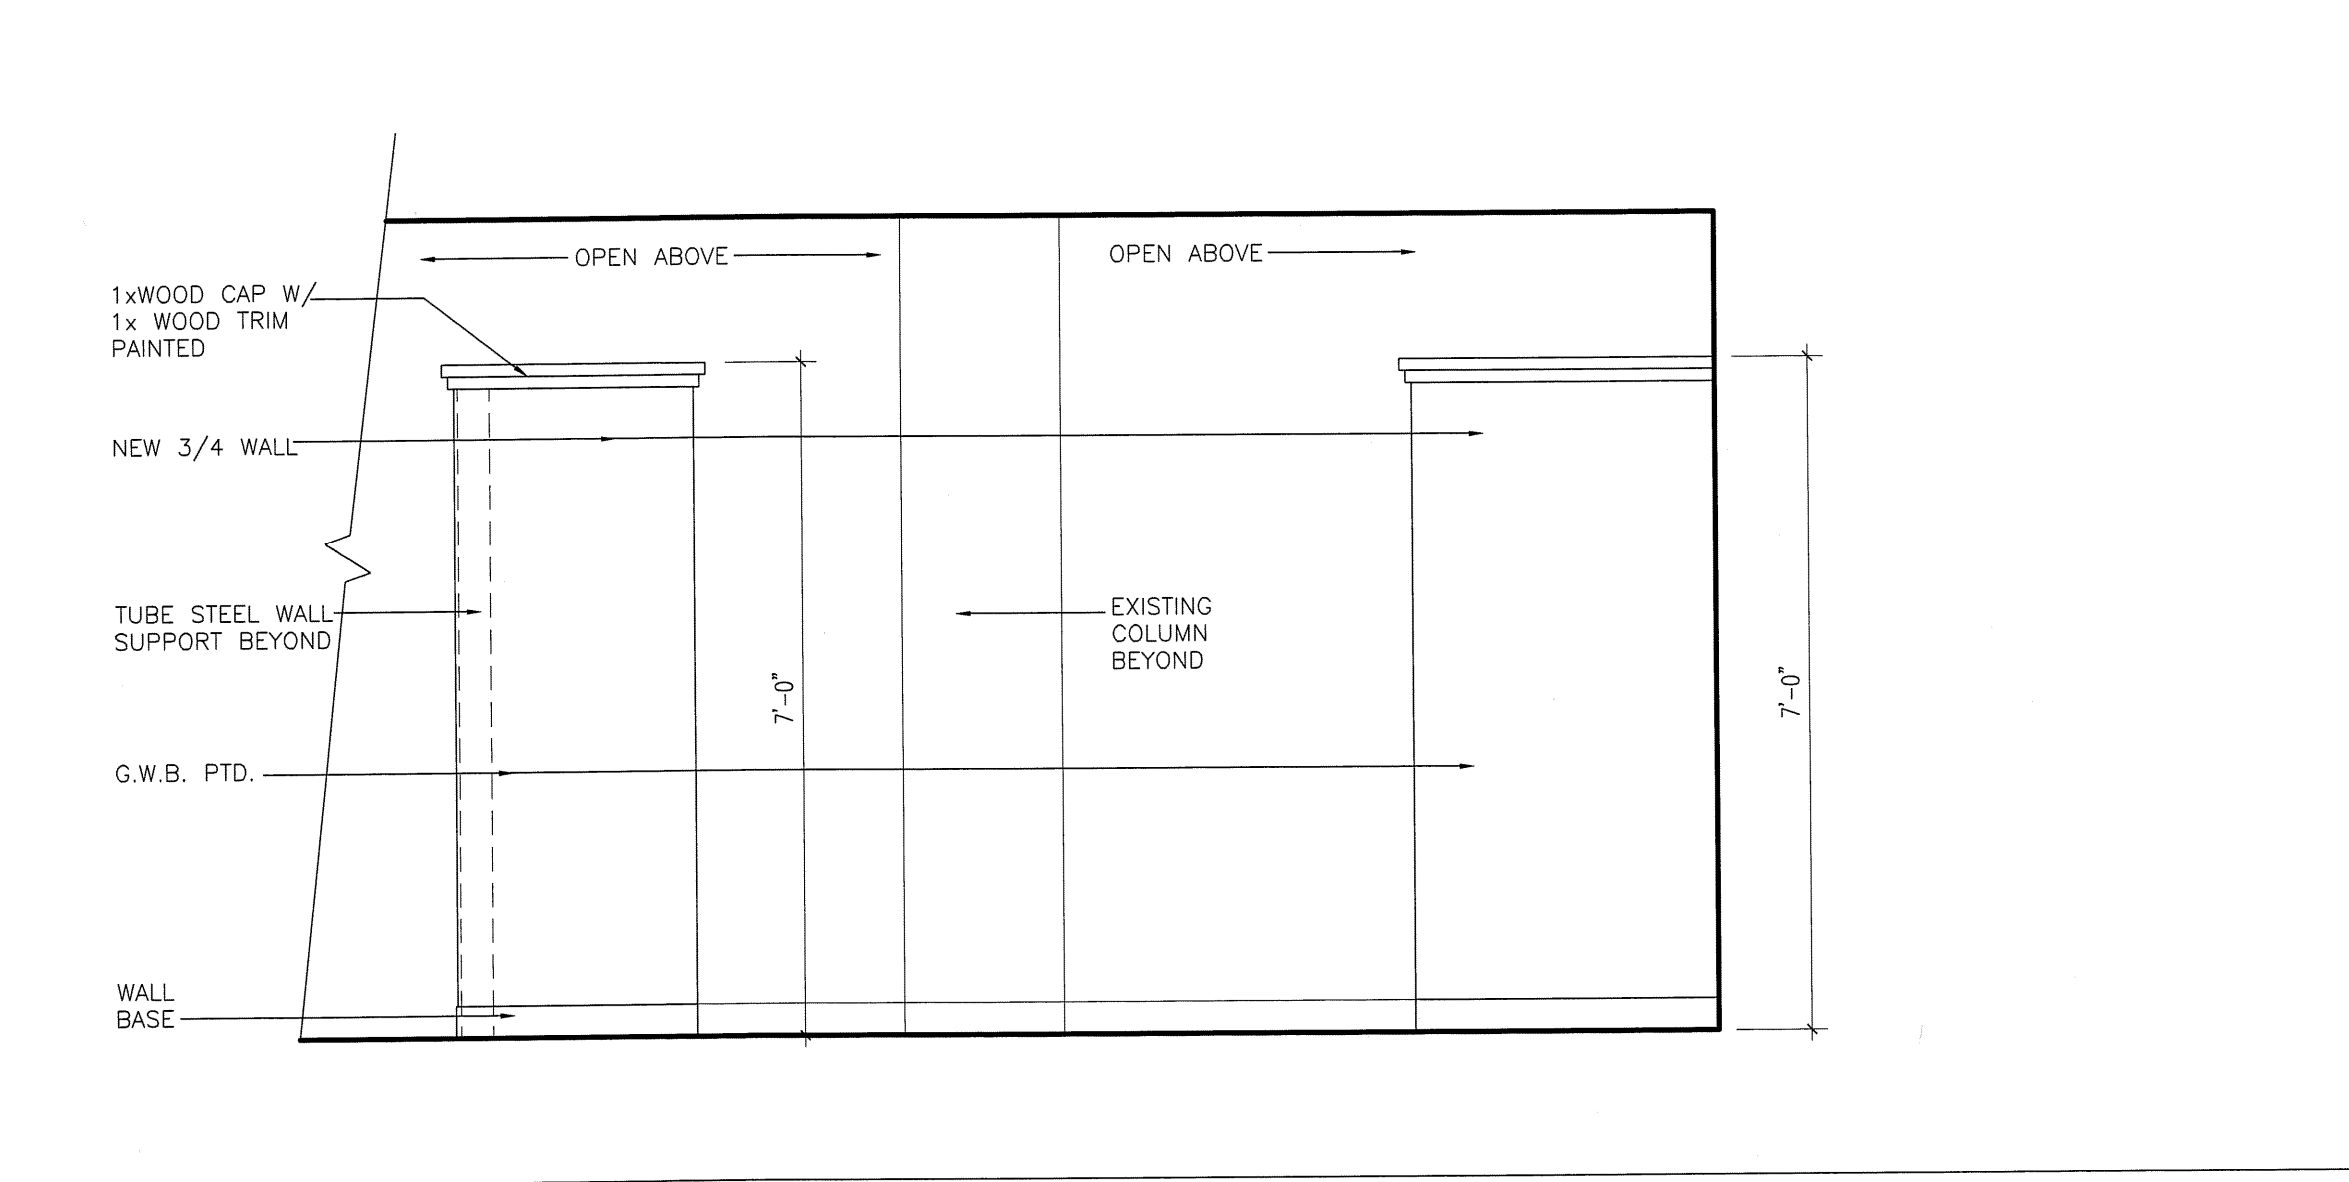 OPEN ABOVE
OPEN ABOVE
1xWOOD CAP W/
1x WOOD TRIM
PAINTED
NEW 3/4 WALL
TUBE STEEL WALL
SUPPORT BEYOND
EXISTING
COLUMN
BEYOND
7'-0"
7'-0"
G.W.B. PTD.
WALL
BASE